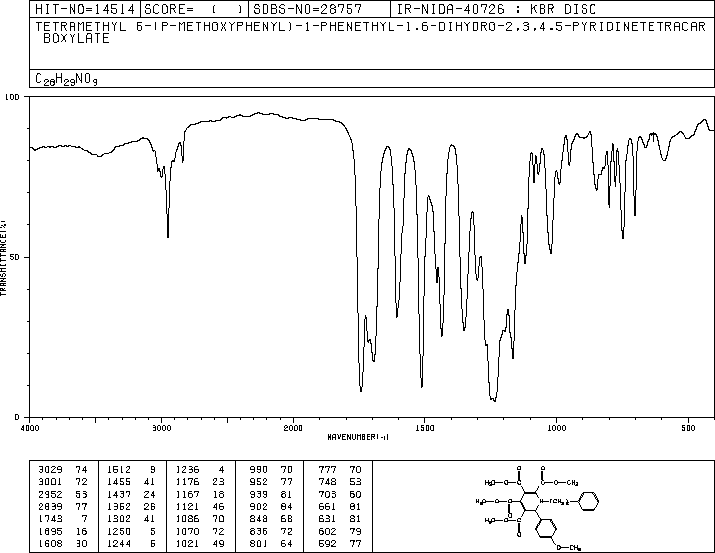 HIT-NO=14514 SCORE= ( ) SDBS-NO=28757 IR-NIDA-40726 : KBR DISC
TETRAMETHYL 6-(P-METHOXYPHENYL)-1-PHENETHYL-1,6-DIHYDRO-2,3,4,5-PYRIDINETETRACAR
BOXYLATE
C28H29NO9
100
50
0
TRANSMITTANCE(%)
4000 3000 2000 1500 1000 500
WAVENUMBER(-1)
3029 74 1512 9 1236 4 990 70 777 70
3001 72 1455 41 1176 23 952 77 748 53
2952 53 1437 24 1167 18 939 81 703 60
2839 77 1352 26 1121 46 902 84 661 81
1743 7 1302 41 1086 70 848 68 631 81
1695 16 1250 5 1070 72 836 72 602 79
1608 30 1244 5 1021 49 801 64 592 77